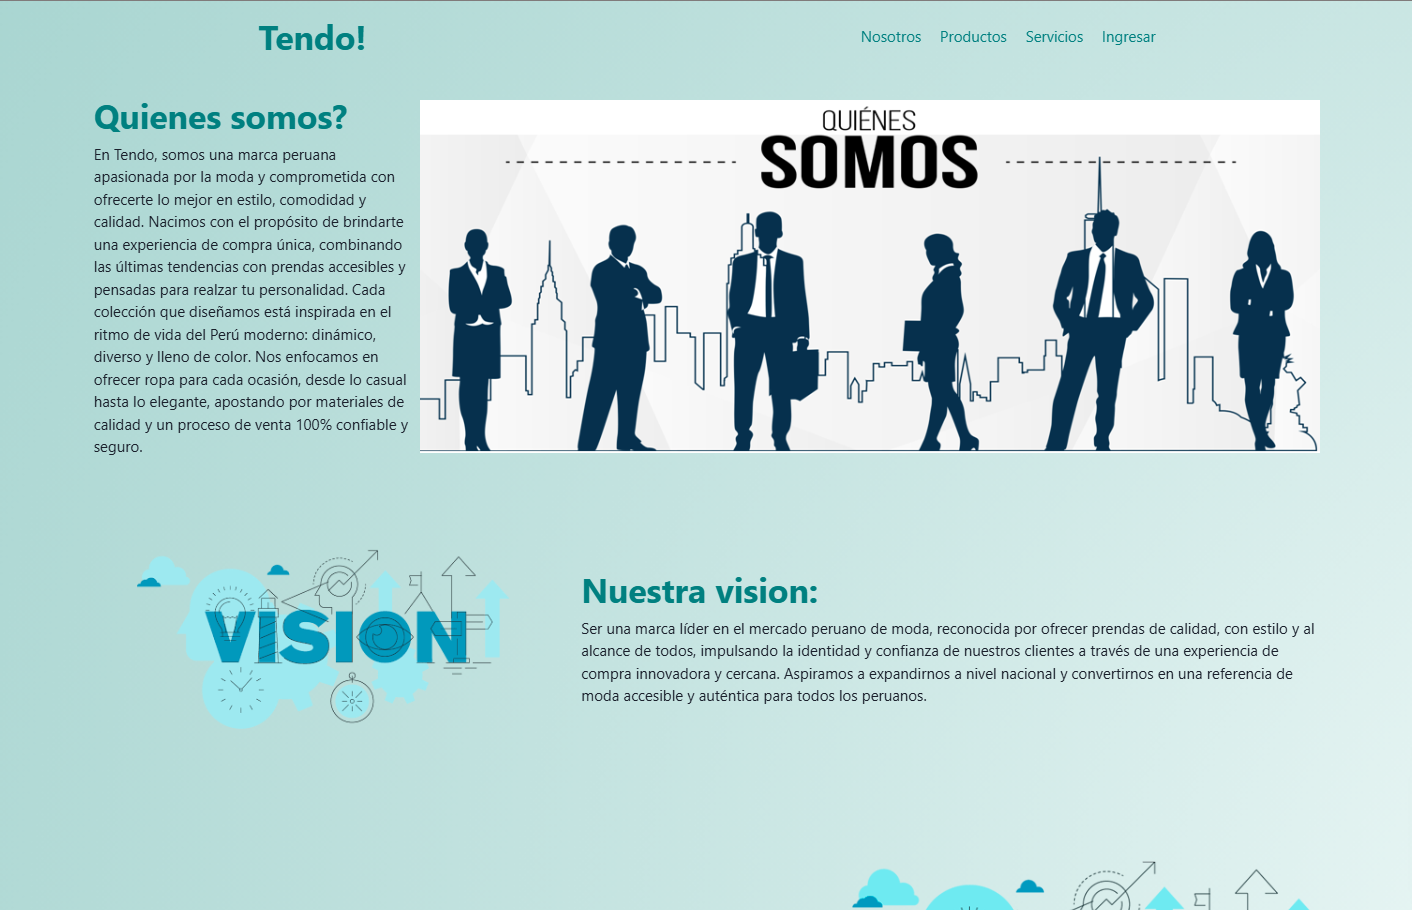 Tendo!
Nosotros Productos Servicios Ingresar
Quienes somos?
En Tendo, somos una marca peruana
apasionada por la moda y comprometida con
ofrecerte lo mejor en estilo, comodidad y
calidad. Nacimos con el propósito de brindarte
una experiencia de compra única, combinando
las últimas tendencias con prendas accesibles y
pensadas para realzar tu personalidad. Cada
colección que diseñamos está inspirada en el
ritmo de vida del Perú moderno: dinámico,
diverso y lleno de color. Nos enfocamos en
ofrecer ropa para cada ocasión, desde lo casual
hasta lo elegante, apostando por materiales de
calidad y un proceso de venta 100% confiable y
seguro.
QUIÉNES
SOMOS
VISION
Nuestra vision:
Ser una marca líder en el mercado peruano de moda, reconocida por ofrecer prendas de calidad, con estilo y al
alcance de todos, impulsando la identidad y confianza de nuestros clientes a través de una experiencia de
compra innovadora y cercana. Aspiramos a expandirnos a nivel nacional y convertirnos en una referencia de
moda accesible y auténtica para todos los peruanos.